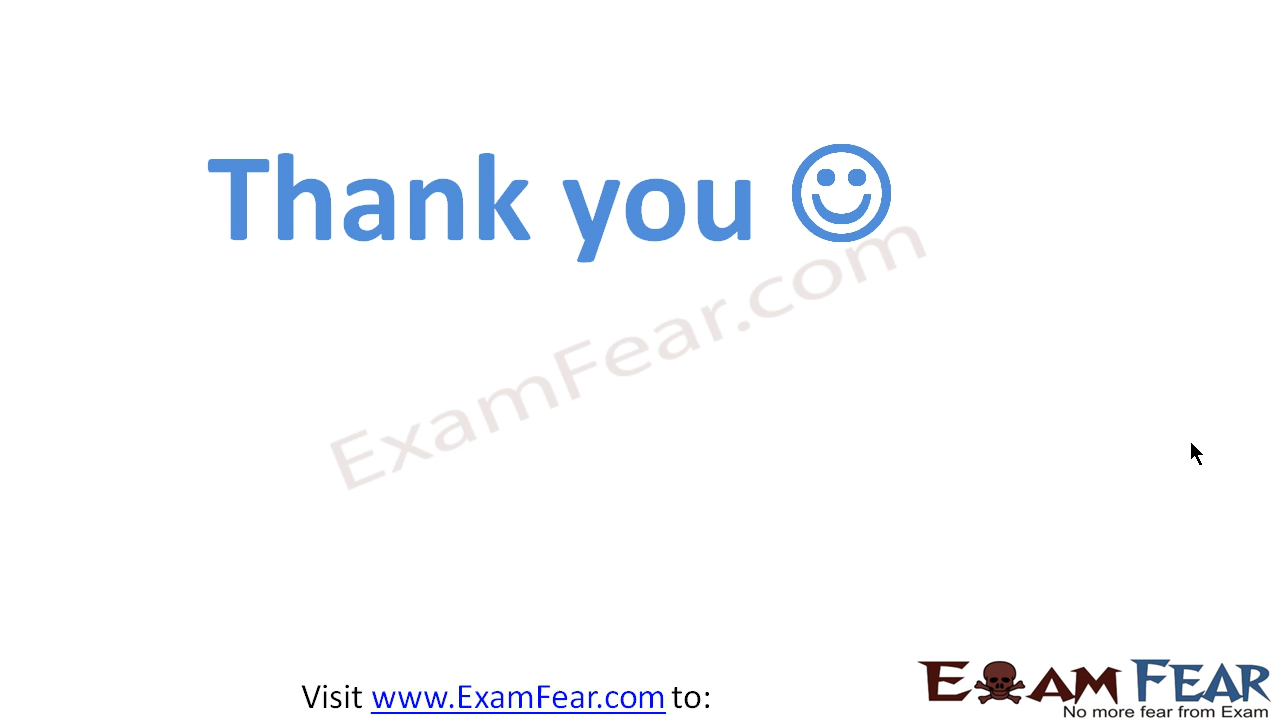 Thank you ☺
ExamFear.com
Visit www.ExamFear.com to:
EXAM FEAR
No more fear from Exam